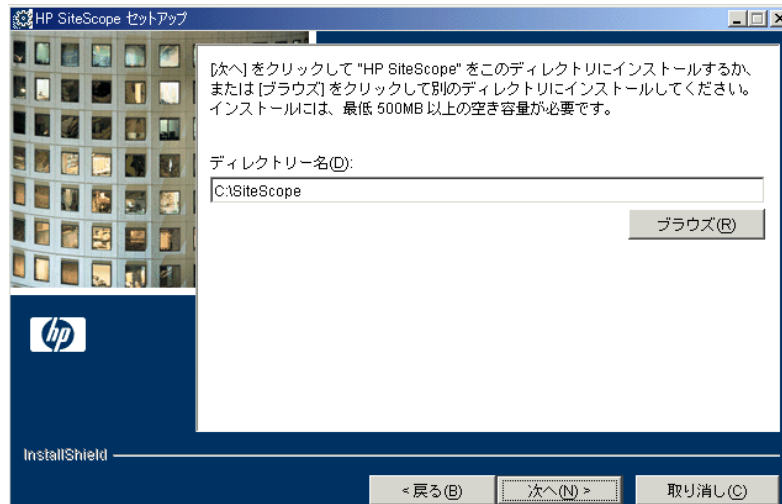 HP SiteScope セットアップ
[次へ] をクリックして "HP SiteScope" をこのディレクトリにインストールするか、
または [ブラウズ] をクリックして別のディレクトリにインストールしてください。
インストールには、最低 500MB 以上の空き容量が必要です。
ディレクトリー名(D):
C:\SiteScope
ブラウズ(R)
hp
InstallShield
< 戻る(B)
次へ(N) >
取り消し(C)